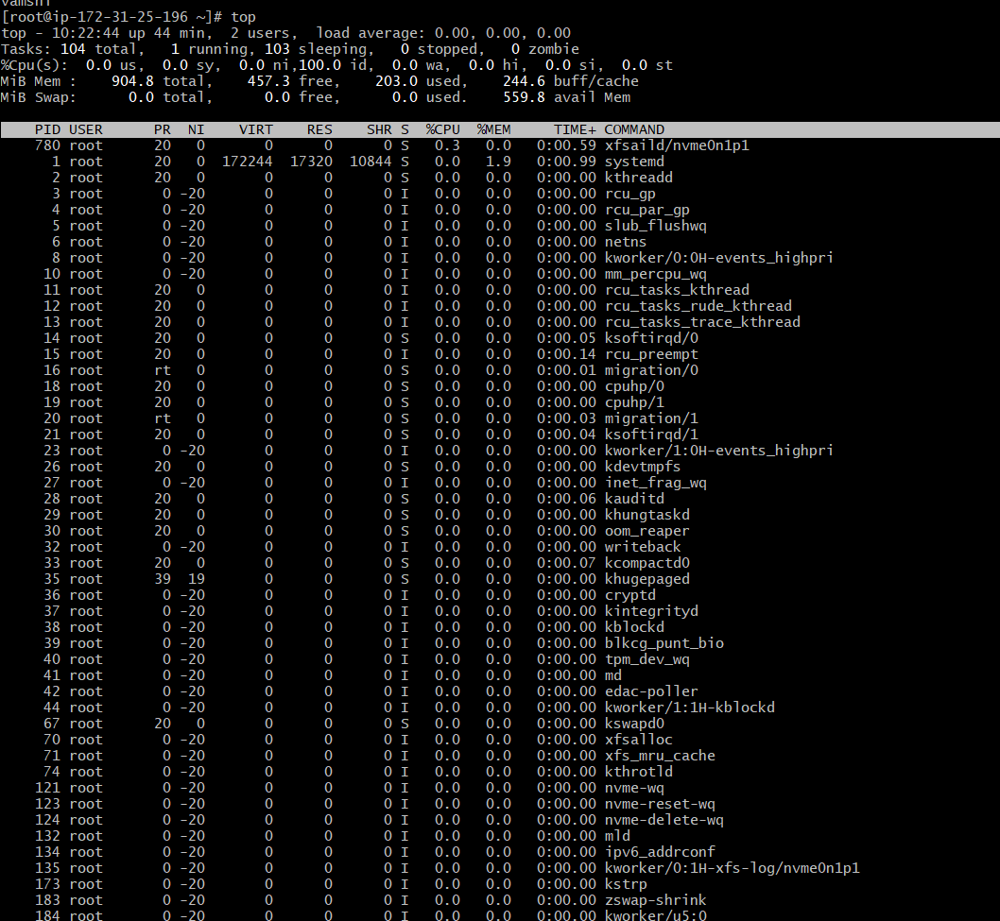 vamshi
[root@ip-172-31-25-196 ~]# top
top - 10:22:44 up 44 min,  2 users,  load average: 0.00, 0.00, 0.00
Tasks: 104 total,   1 running, 103 sleeping,   0 stopped,   0 zombie
%Cpu(s):  0.0 us,  0.0 sy,  0.0 ni,100.0 id,  0.0 wa,  0.0 hi,  0.0 si,  0.0 st
MiB Mem :    904.8 total,    457.3 free,    203.0 used,    244.6 buff/cache
MiB Swap:      0.0 total,      0.0 free,      0.0 used.    559.8 avail Mem
PID USER      PR  NI    VIRT    RES    SHR S  %CPU  %MEM     TIME+ COMMAND
780 root      20   0       0      0      0 S   0.3   0.0   0:00.59 xfsaild/nvme0n1p1
1 root      20   0  172244  17320  10844 S   0.0   1.9   0:00.99 systemd
2 root      20   0       0      0      0 S   0.0   0.0   0:00.00 kthreadd
3 root       0 -20       0      0      0 I   0.0   0.0   0:00.00 rcu_gp
4 root       0 -20       0      0      0 I   0.0   0.0   0:00.00 rcu_par_gp
5 root       0 -20       0      0      0 I   0.0   0.0   0:00.00 slub_flushwq
6 root       0 -20       0      0      0 I   0.0   0.0   0:00.00 netns
8 root       0 -20       0      0      0 I   0.0   0.0   0:00.00 kworker/0:0H-events_highpri
10 root       0 -20       0      0      0 I   0.0   0.0   0:00.00 mm_percpu_wq
11 root      20   0       0      0      0 I   0.0   0.0   0:00.00 rcu_tasks_kthread
12 root      20   0       0      0      0 I   0.0   0.0   0:00.00 rcu_tasks_rude_kthread
13 root      20   0       0      0      0 I   0.0   0.0   0:00.00 rcu_tasks_trace_kthread
14 root      20   0       0      0      0 S   0.0   0.0   0:00.05 ksoftirqd/0
15 root      20   0       0      0      0 I   0.0   0.0   0:00.14 rcu_preempt
16 root      rt   0       0      0      0 S   0.0   0.0   0:00.01 migration/0
18 root      20   0       0      0      0 S   0.0   0.0   0:00.00 cpuhp/0
19 root      20   0       0      0      0 S   0.0   0.0   0:00.00 cpuhp/1
20 root      rt   0       0      0      0 S   0.0   0.0   0:00.03 migration/1
21 root      20   0       0      0      0 S   0.0   0.0   0:00.04 ksoftirqd/1
23 root       0 -20       0      0      0 I   0.0   0.0   0:00.00 kworker/1:0H-events_highpri
26 root      20   0       0      0      0 S   0.0   0.0   0:00.00 kdevtmpfs
27 root       0 -20       0      0      0 I   0.0   0.0   0:00.00 inet_frag_wq
28 root      20   0       0      0      0 S   0.0   0.0   0:00.06 kauditd
29 root      20   0       0      0      0 S   0.0   0.0   0:00.00 khungtaskd
30 root      20   0       0      0      0 S   0.0   0.0   0:00.00 oom_reaper
32 root       0 -20       0      0      0 I   0.0   0.0   0:00.00 writeback
33 root      20   0       0      0      0 S   0.0   0.0   0:00.07 kcompactd0
35 root      39  19       0      0      0 S   0.0   0.0   0:00.00 khugepaged
36 root       0 -20       0      0      0 I   0.0   0.0   0:00.00 cryptd
37 root       0 -20       0      0      0 I   0.0   0.0   0:00.00 kintegrityd
38 root       0 -20       0      0      0 I   0.0   0.0   0:00.00 kblockd
39 root       0 -20       0      0      0 I   0.0   0.0   0:00.00 blkcg_punt_bio
40 root       0 -20       0      0      0 I   0.0   0.0   0:00.00 tpm_dev_wq
41 root       0 -20       0      0      0 I   0.0   0.0   0:00.00 md
42 root       0 -20       0      0      0 I   0.0   0.0   0:00.00 edac-poller
44 root       0 -20       0      0      0 I   0.0   0.0   0:00.00 kworker/1:1H-kblockd
67 root      20   0       0      0      0 S   0.0   0.0   0:00.00 kswapd0
70 root       0 -20       0      0      0 I   0.0   0.0   0:00.00 xfsalloc
71 root       0 -20       0      0      0 I   0.0   0.0   0:00.00 xfs_mru_cache
74 root       0 -20       0      0      0 I   0.0   0.0   0:00.00 kthrotld
121 root       0 -20       0      0      0 I   0.0   0.0   0:00.00 nvme-wq
123 root       0 -20       0      0      0 I   0.0   0.0   0:00.00 nvme-reset-wq
124 root       0 -20       0      0      0 I   0.0   0.0   0:00.00 nvme-delete-wq
132 root       0 -20       0      0      0 I   0.0   0.0   0:00.00 mld
134 root       0 -20       0      0      0 I   0.0   0.0   0:00.00 ipv6_addrconf
135 root       0 -20       0      0      0 I   0.0   0.0   0:00.00 kworker/0:1H-xfs-log/nvme0n1p1
173 root       0 -20       0      0      0 I   0.0   0.0   0:00.00 kstrp
183 root       0 -20       0      0      0 I   0.0   0.0   0:00.00 zswap-shrink
184 root       0 -20       0      0      0 I   0.0   0.0   0:00.00 kworker/u5:0